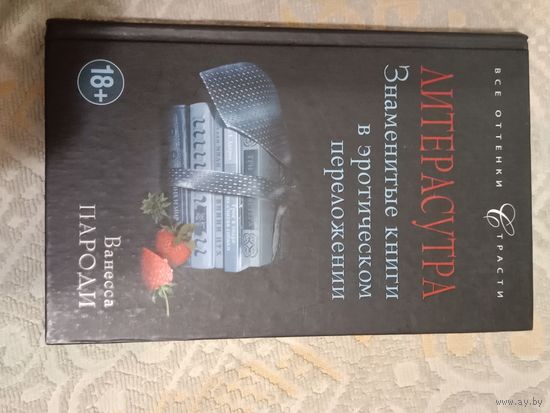 ВСЕ ОТТЕНКИ СТРАСТИ
ЛИТЕРАСУТРА
Знаменитые книги
в эротическом
переложении
Ванесса
ПАРОДИ
18+
www.ay.by